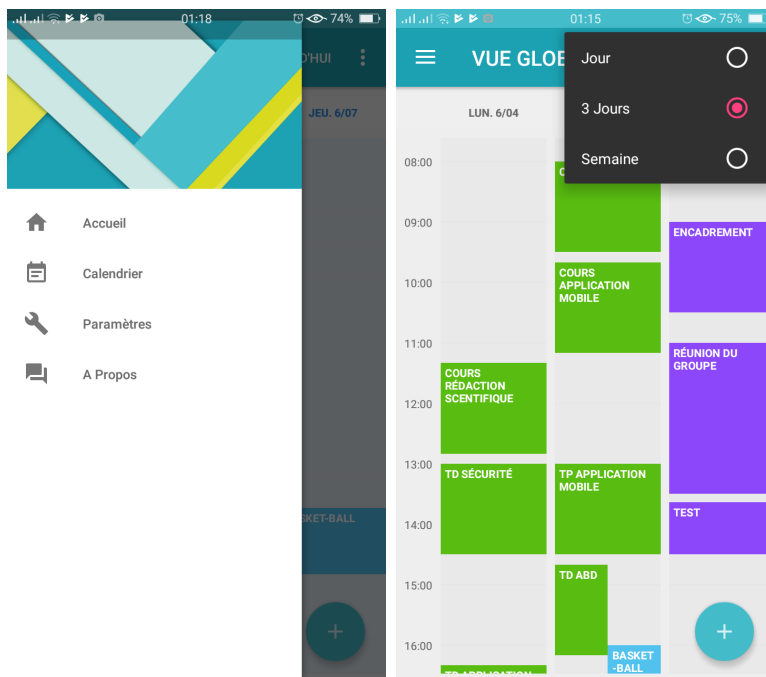 01:18
74%
D'HUI
JEU. 6/07
Accueil
Calendrier
Paramètres
A Propos
SKET-BALL
+
01:15
75%
VUE GLOB
Jour
3 Jours
Semaine
LUN. 6/04
08:00
09:00
10:00
11:00
12:00
13:00
14:00
15:00
16:00
COURS
RÉDACTION
SCENTIFIQUE
TD SÉCURITÉ
TD APPLICATION
COURS
APPLICATION
MOBILE
TP APPLICATION
MOBILE
TD ABD
BASKET
-BALL
ENCADREMENT
RÉUNION DU
GROUPE
TEST
+